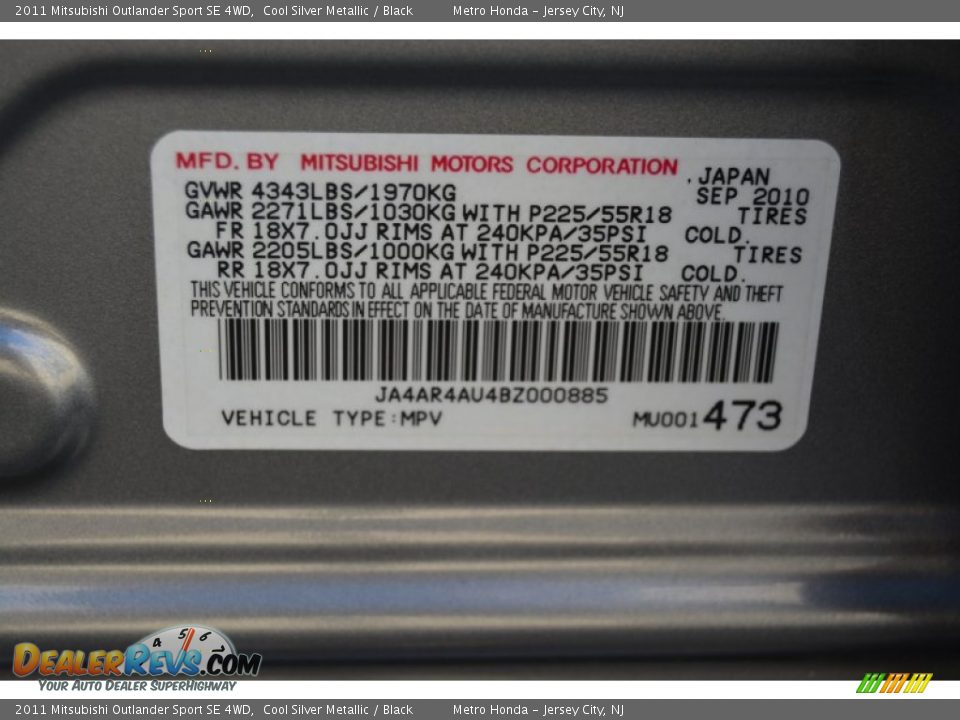 2011 Mitsubishi Outlander Sport SE 4WD, Cool Silver Metallic / Black Metro Honda - Jersey City, NJ
MFD. BY MITSUBISHI MOTORS CORPORATION , JAPAN
GVWR 4343LBS/1970KG SEP 2010
GAWR 2271LBS/1030KG WITH P225/55R18 TIRES
FR 18X7.0JJ RIMS AT 240KPA/35PSI COLD.
GAWR 2205LBS/1000KG WITH P225/55R18 TIRES
RR 18X7.0JJ RIMS AT 240KPA/35PSI COLD.
THIS VEHICLE CONFORMS TO ALL APPLICABLE FEDERAL MOTOR VEHICLE SAFETY AND THEFT
PREVENTION STANDARDS IN EFFECT ON THE DATE OF MANUFACTURE SHOWN ABOVE.
JA4AR4AU4BZ000885
VEHICLE TYPE:MPV MU001473
4 5 6 7
DEALERREVS.COM
YOUR AUTO DEALER SUPERHIGHWAY
2011 Mitsubishi Outlander Sport SE 4WD, Cool Silver Metallic / Black Metro Honda - Jersey City, NJ